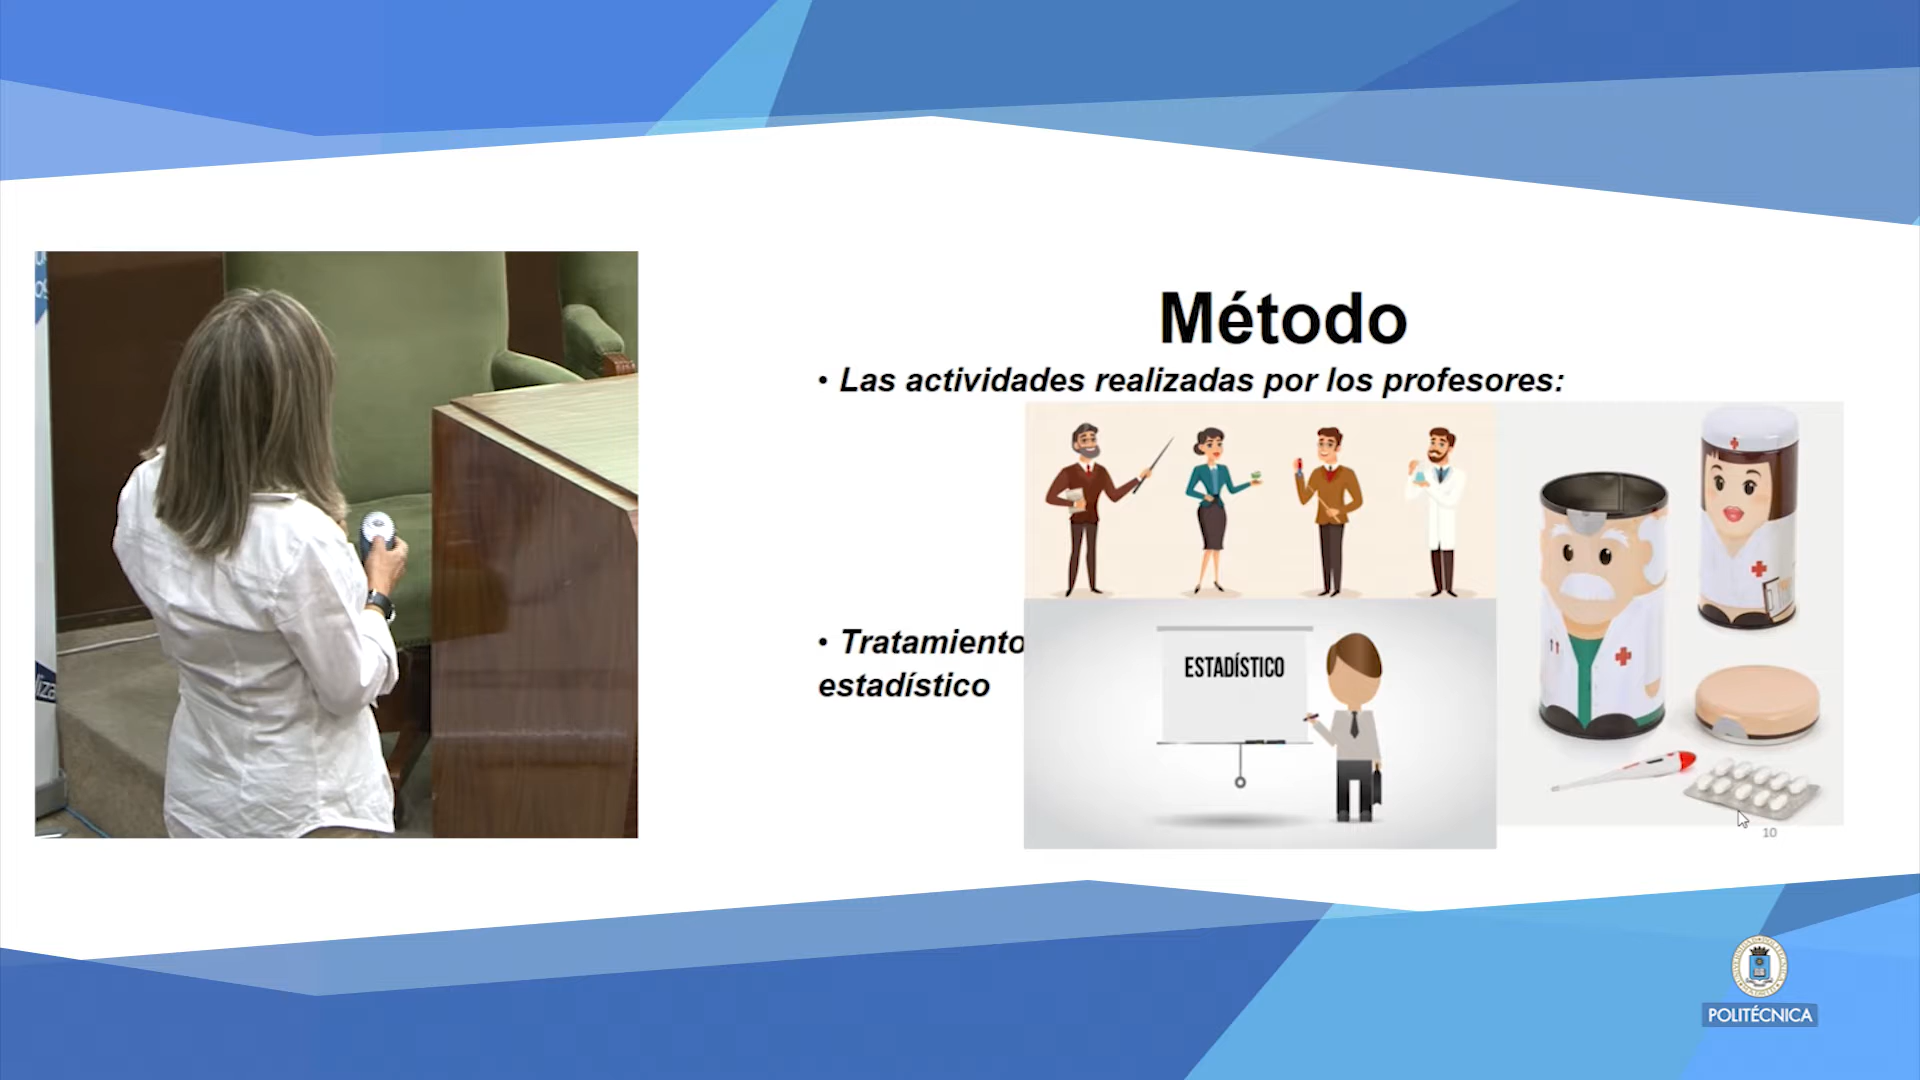 Método
• Las actividades realizadas por los profesores:
• Tratamiento
estadístico
ESTADÍSTICO
10
POLITÉCNICA